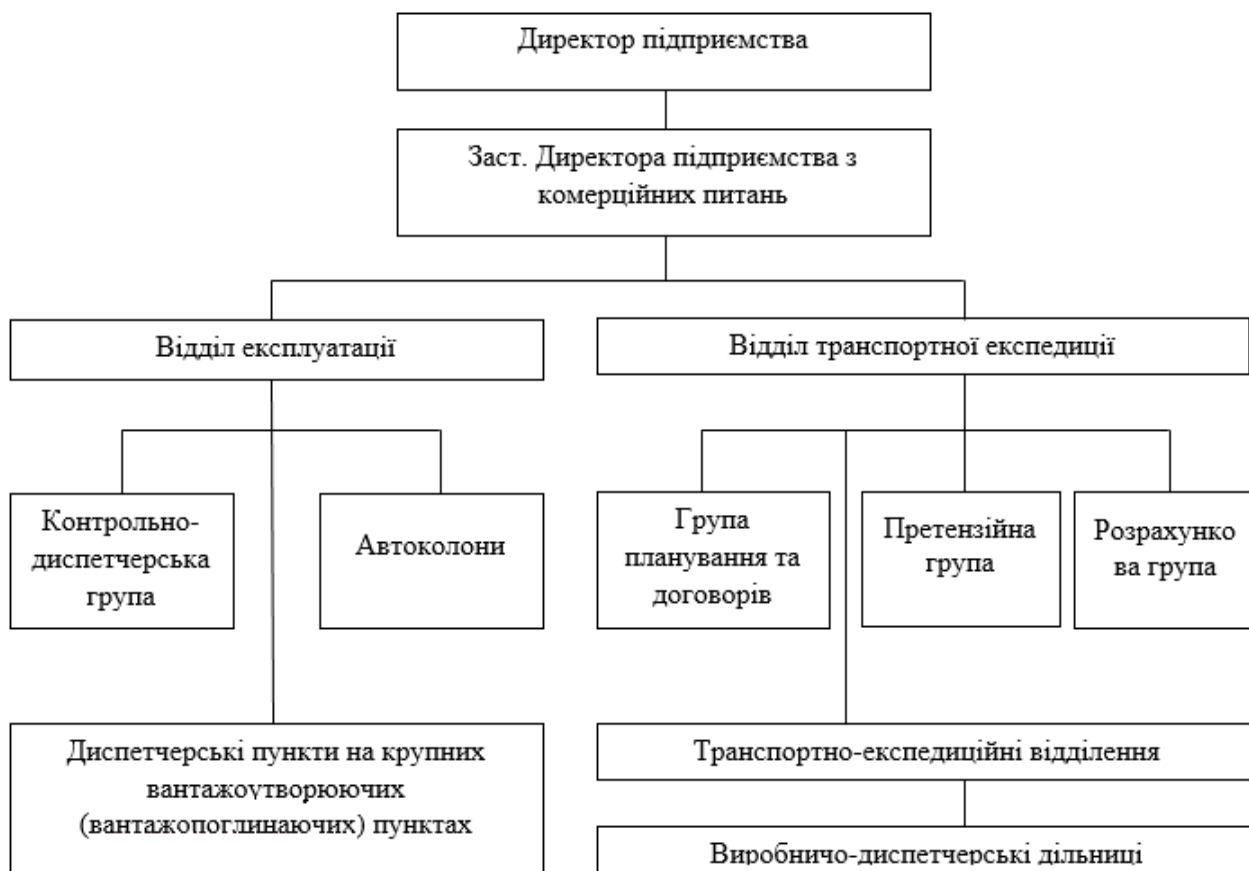 Директор підприємства
Заст. Директора підприємства з
комерційних питань
Відділ експлуатації
Відділ транспортної експедиції
Контрольно-
диспетчерська
група
Автоколони
Група
планування та
договорів
Претензійна
група
Розрахунко
ва група
Диспетчерські пункти на крупних
вантажоутворюючих
(вантажопоглинаючих) пунктах
Транспортно-експедиційні відділення
Виробничо-диспетчерські дільниці